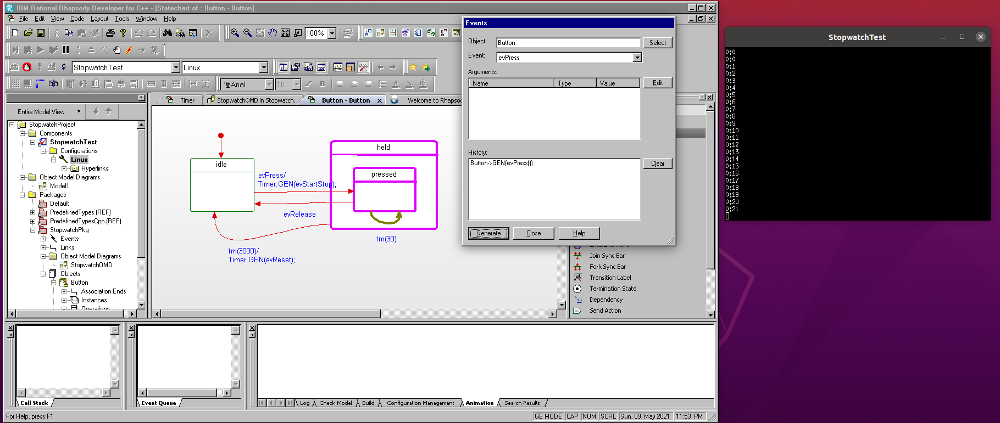 IBM Rational Rhapsody Developer for C++ - [Statechart of : Button - Button]
File Edit View Code Layout Tools Window Help
100%
StopwatchTest
Linux
Arial
10
Entire Model View
StopwatchProject
Components
StopwatchTest
Configurations
Linux
Hyperlinks
Object Model Diagrams
Model1
Packages
Default
PredefinedTypes (REF)
PredefinedTypesCpp (REF)
StopwatchPkg
Events
Links
Object Model Diagrams
StopwatchOMD
Objects
Button
Association Ends
Instances
Operations
Timer
StopwatchOMD in Stopwatch...
Button - Button
Welcome to Rhapsod
idle
held
pressed
evPress/
Timer.GEN(evStartStop);
evRelease
tm(30)
tm(3000)/
Timer.GEN(evReset);
Events
Object:
Button
Select
Event:
evPress
Arguments:
Name Type Value
Edit
History:
Button->GEN(evPress())
Clear
Generate
Close
Help
Join Sync Bar
Fork Sync Bar
Transition Label
Termination State
Dependency
Send Action
Call Stack
Event Queue
Log Check Model Build Configuration Management Animation Search Results
For Help, press F1
GE MODE CAP NUM SCRL Sun, 09, May 2021 11:53 PM
StopwatchTest
0:0
0:0
0:1
0:2
0:3
0:4
0:5
0:6
0:7
0:8
0:9
0:10
0:11
0:12
0:13
0:14
0:15
0:16
0:17
0:18
0:19
0:20
0:21